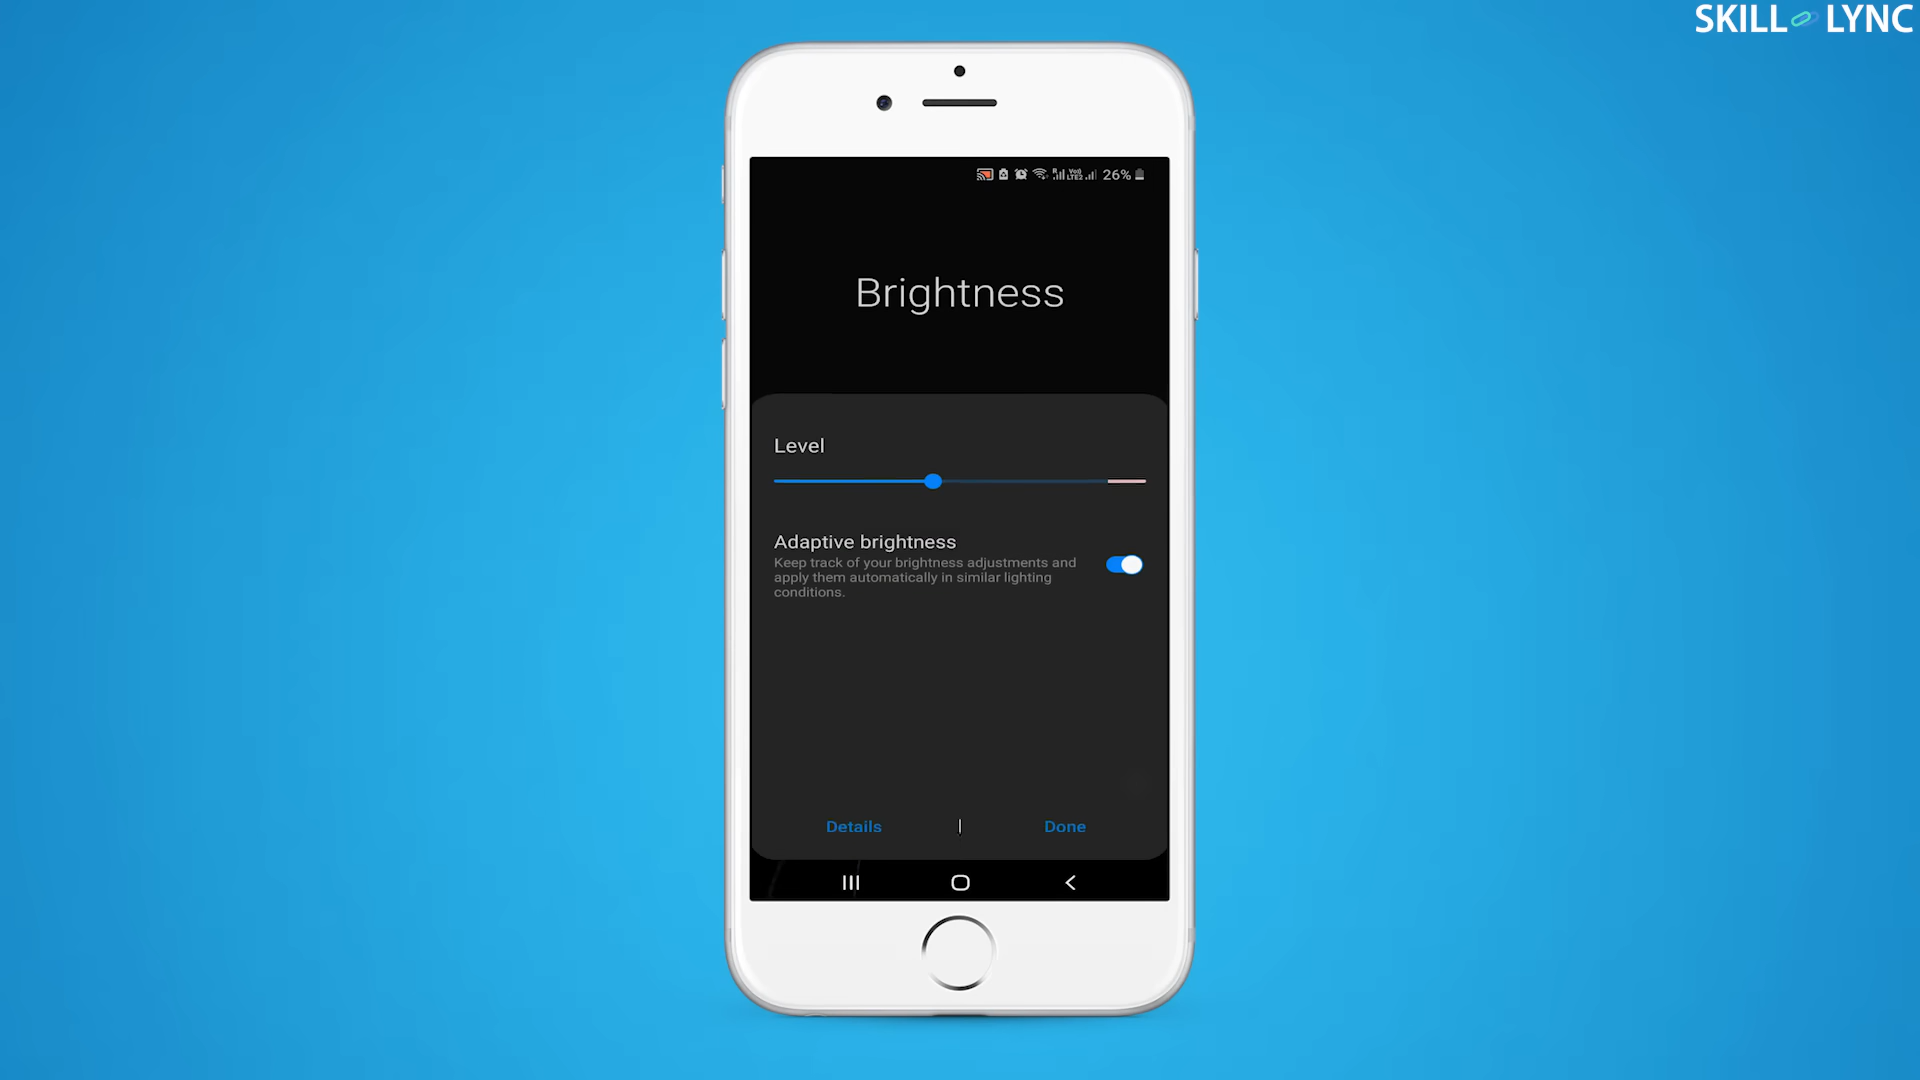 SKILL LYNC
26%
Brightness
Level
Adaptive brightness
Keep track of your brightness adjustments and
apply them automatically in similar lighting
conditions.
Details | Done